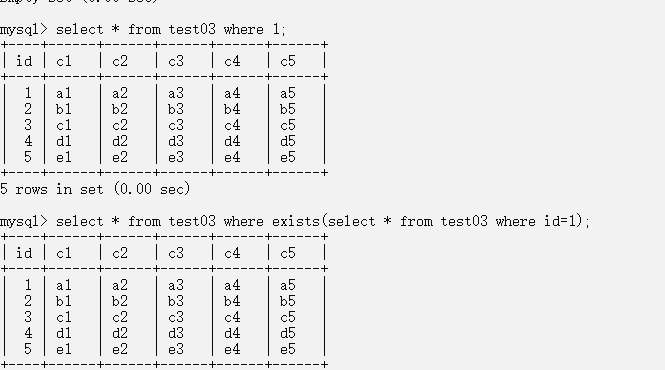 mysql> select * from test03 where 1;
+----+------+------+------+------+------+
| id | c1   | c2   | c3   | c4   | c5   |
+----+------+------+------+------+------+
|  1 | a1   | a2   | a3   | a4   | a5   |
|  2 | b1   | b2   | b3   | b4   | b5   |
|  3 | c1   | c2   | c3   | c4   | c5   |
|  4 | d1   | d2   | d3   | d4   | d5   |
|  5 | e1   | e2   | e3   | e4   | e5   |
+----+------+------+------+------+------+
5 rows in set (0.00 sec)
mysql> select * from test03 where exists(select * from test03 where id=1);
+----+------+------+------+------+------+
| id | c1   | c2   | c3   | c4   | c5   |
+----+------+------+------+------+------+
|  1 | a1   | a2   | a3   | a4   | a5   |
|  2 | b1   | b2   | b3   | b4   | b5   |
|  3 | c1   | c2   | c3   | c4   | c5   |
|  4 | d1   | d2   | d3   | d4   | d5   |
|  5 | e1   | e2   | e3   | e4   | e5   |
+----+------+------+------+------+------+